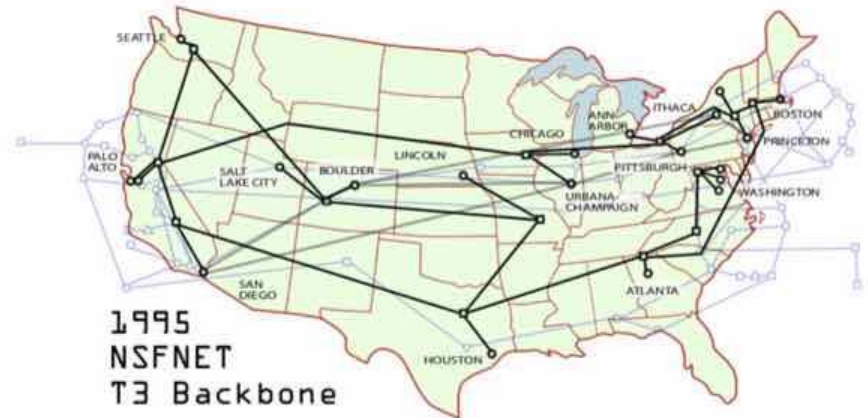 SEATTLE
ITHACA
ANN-
ARBOR
CHICAGO
BOSTON
PRINCETON
PALO
ALTO
SALT
LAKE CITY
BOULDER
LINCOLN
PITTSBURGH
URBANA-
CHAMPAIGN
WASHINGTON
SAN
DIEGO
ATLANTA
HOUSTON
1995
NSFNET
T3 Backbone